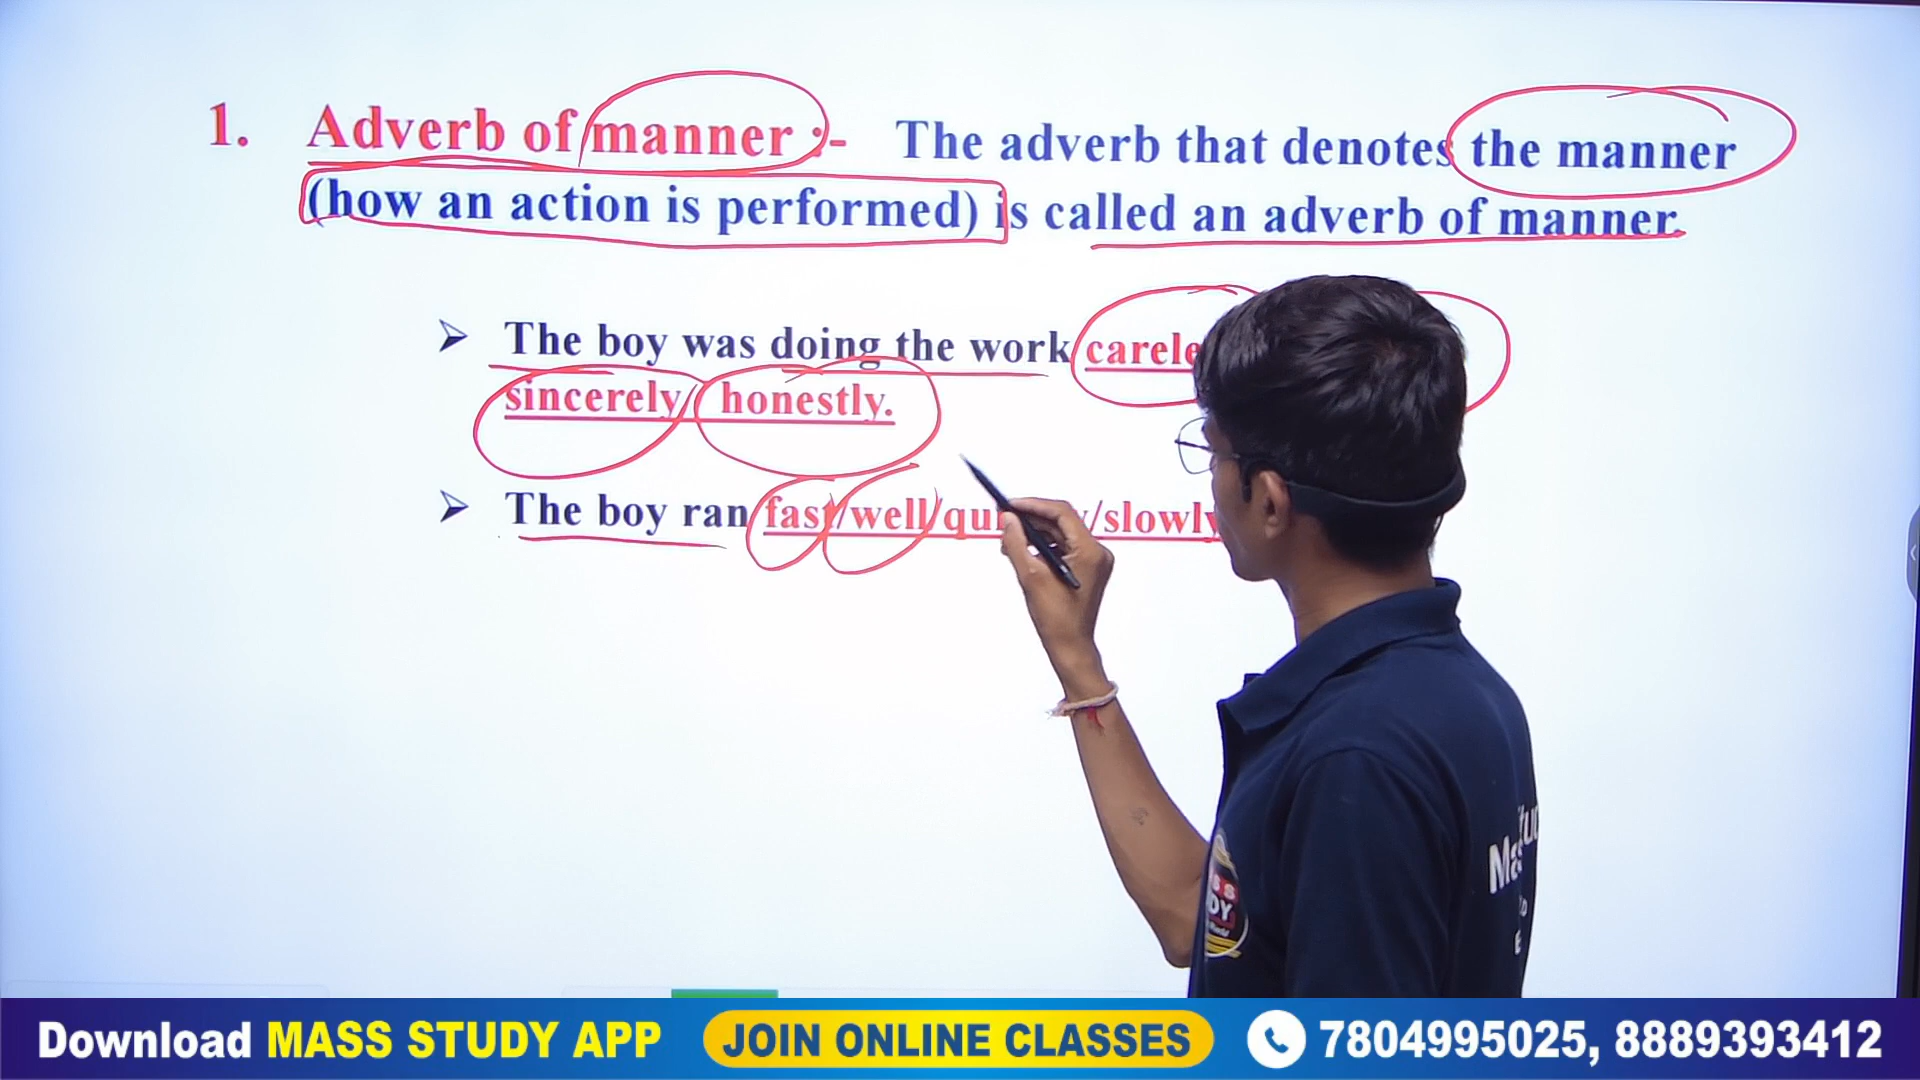 1. Adverb of manner :- The adverb that denotes the manner
(how an action is performed) is called an adverb of manner.
➢ The boy was doing the work
sincerely/ honestly.
➢ The boy ran fast/well/ /slowly
Download MASS STUDY APP JOIN ONLINE CLASSES 7804995025, 8889393412